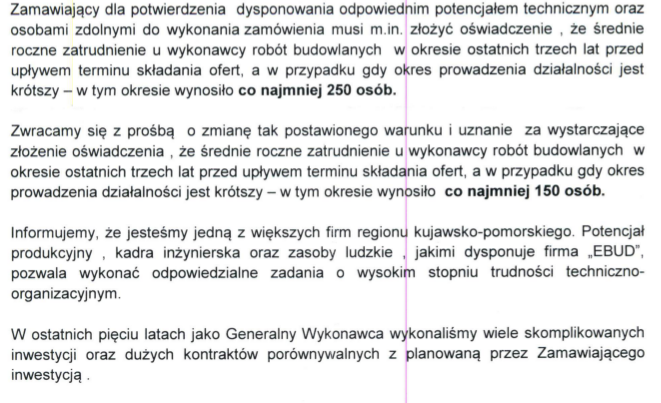 Zamawiający dla potwierdzenia dysponowania odpowiednim potencjałem technicznym oraz
osobami zdolnymi do wykonania zamówienia musi m.in. złożyć oświadczenie , że średnie
roczne zatrudnienie u wykonawcy robót budowlanych w okresie ostatnich trzech lat przed
upływem terminu składania ofert, a w przypadku gdy okres prowadzenia działalności jest
krótszy – w tym okresie wynosiło co najmniej 250 osób.
Zwracamy się z prośbą o zmianę tak postawionego warunku i uznanie za wystarczające
złożenie oświadczenia , że średnie roczne zatrudnienie u wykonawcy robót budowlanych w
okresie ostatnich trzech lat przed upływem terminu składania ofert, a w przypadku gdy okres
prowadzenia działalności jest krótszy – w tym okresie wynosiło co najmniej 150 osób.
Informujemy, że jesteśmy jedną z większych firm regionu kujawsko-pomorskiego. Potencjał
produkcyjny , kadra inżynierska oraz zasoby ludzkie , jakimi dysponuje firma „EBUD”,
pozwala wykonać odpowiedzialne zadania o wysokim stopniu trudności techniczno-
organizacyjnym.
W ostatnich pięciu latach jako Generalny Wykonawca wykonaliśmy wiele skomplikowanych
inwestycji oraz dużych kontraktów porównywalnych z planowaną przez Zamawiającego
inwestycją .